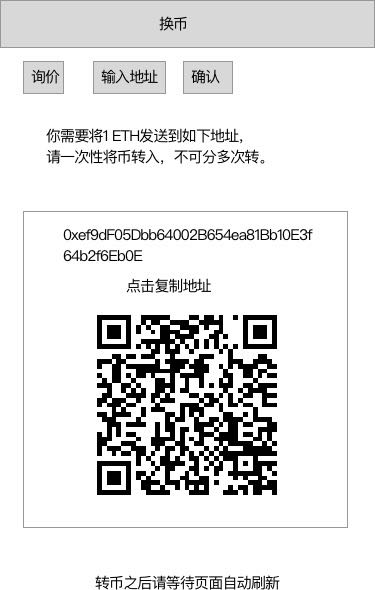 换币
询价
输入地址
确认
你需要将1 ETH发送到如下地址，
请一次性将币转入，不可分多次转。
0xef9dF05Dbb64002B654ea81Bb10E3f
64b2f6Eb0E
点击复制地址
转币之后请等待页面自动刷新